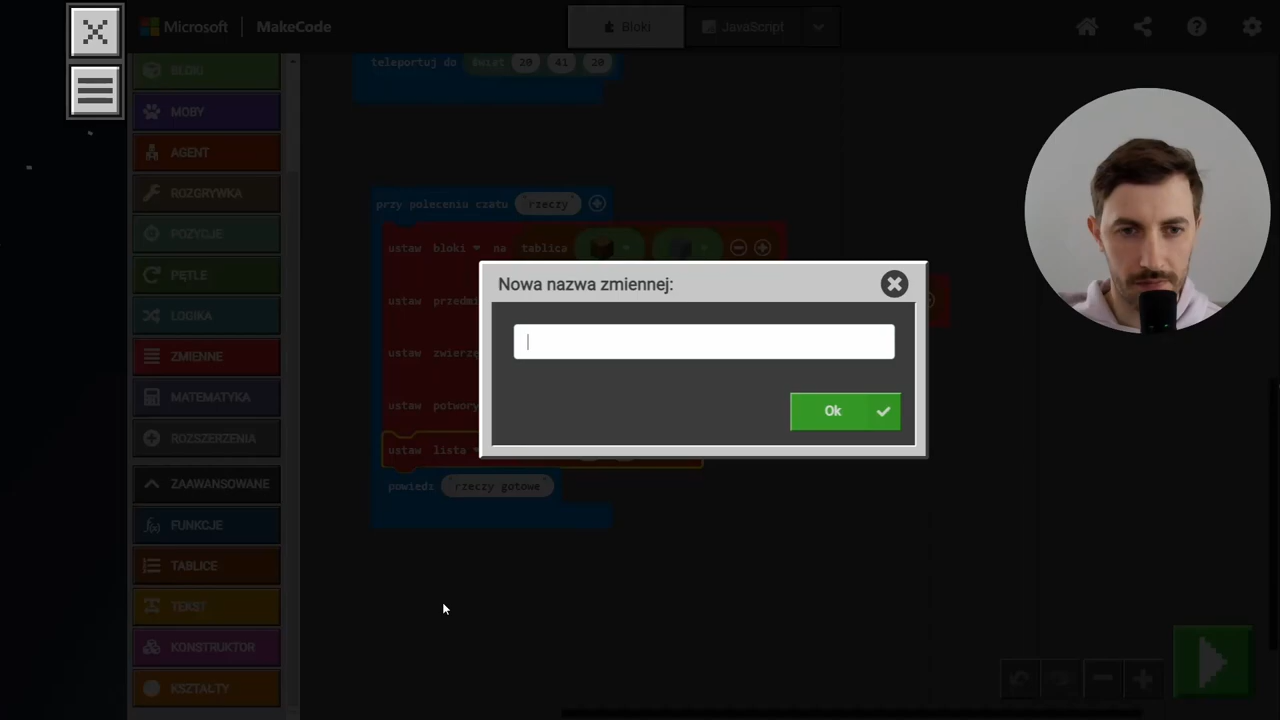 Microsoft
MakeCode
Bloki
JavaScript
BLOKI
MOBY
AGENT
ROZGRYWKA
POZYCJE
PĘTLE
LOGIKA
ZMIENNE
MATEMATYKA
ROZSZERZENIA
ZAAWANSOWANE
FUNKCJE
TABLICE
TEKST
KONSTRUKTOR
KSZTAŁTY
teleportuj do Świat 20 41 20
przy poleceniu czatu `rzeczy`
ustaw bloki na tablica
ustaw
ustaw
ustaw potwory
ustaw lista
powiedz `rzeczy gotowe`
Nowa nazwa zmiennej:
Ok